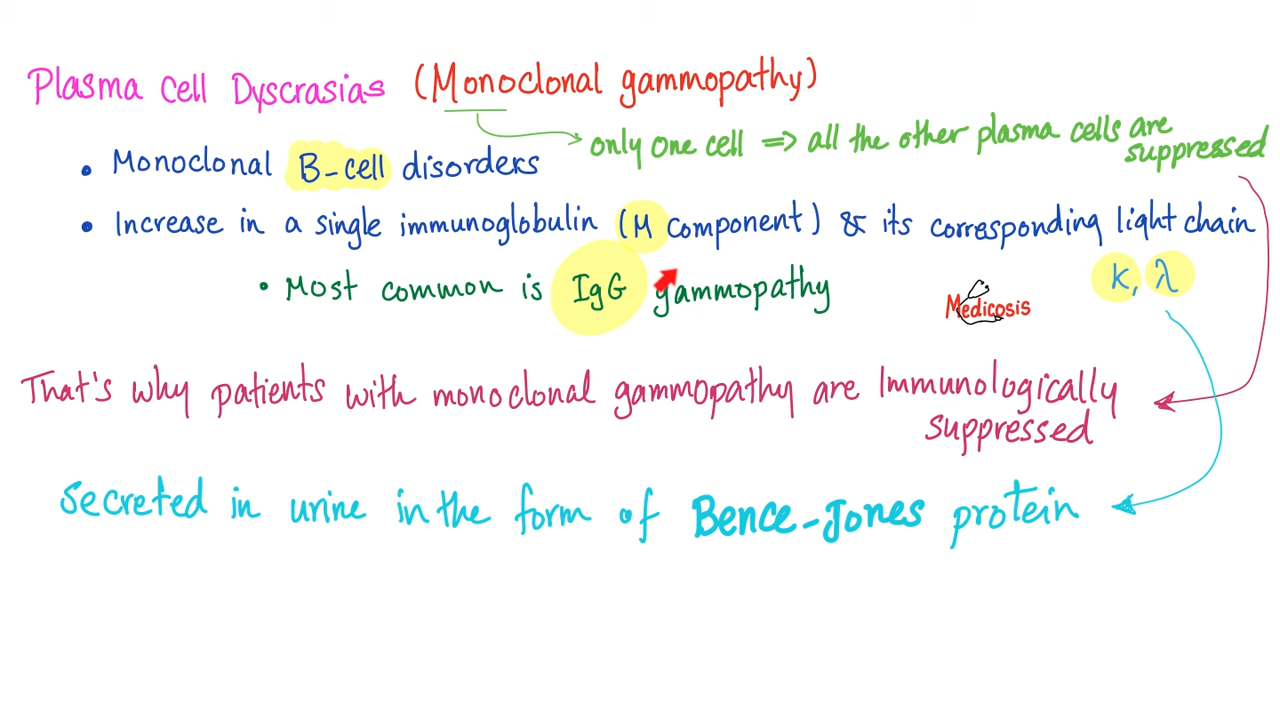 Plasma Cell Dyscrasias (Monoclonal gammopathy)
only one cell => all the other plasma cells are suppressed
• Monoclonal B-cell disorders
• Increase in a single immunoglobulin (M component) & its corresponding light chain
• Most common is IgG gammopathy
k, λ
Medicosis
That's why patients with monoclonal gammopathy are Immunologically
suppressed
Secreted in urine in the form of Bence-Jones protein